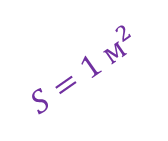 S = 1 м²